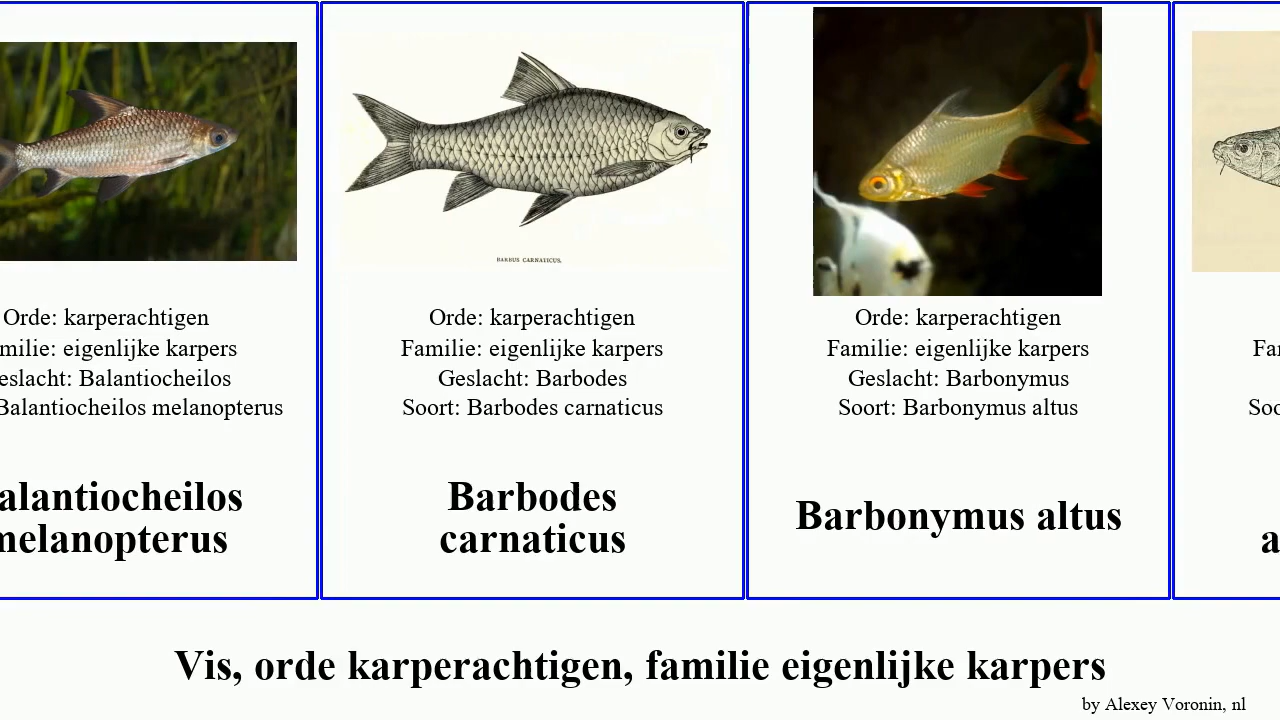 Orde: karperachtigen
milie: eigenlijke karpers
eslacht: Balantiocheilos
Balantiocheilos melanopterus
alantiocheilos
melanopterus
BARBUS CARNATICUS.
Orde: karperachtigen
Familie: eigenlijke karpers
Geslacht: Barbodes
Soort: Barbodes carnaticus
Barbodes
carnaticus
Orde: karperachtigen
Familie: eigenlijke karpers
Geslacht: Barbonymus
Soort: Barbonymus altus
Barbonymus altus
Fa
Soo
a
Vis, orde karperachtigen, familie eigenlijke karpers
by Alexey Voronin, nl